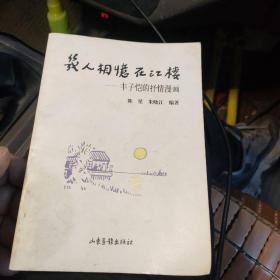 幾人相憶在江楼
——丰子恺的抒情漫画
陈星 朱晓江 编著
山东画报出版社